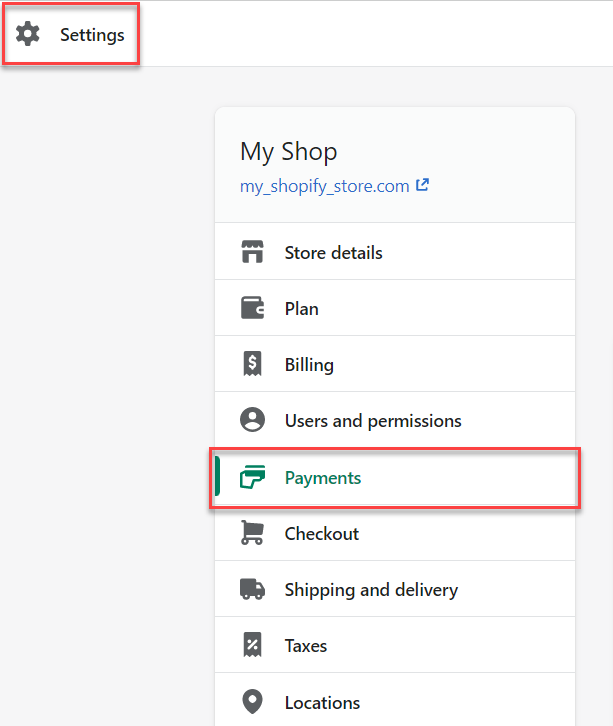 Settings
My Shop
my_shopify_store.com
Store details
Plan
Billing
Users and permissions
Payments
Checkout
Shipping and delivery
Taxes
Locations